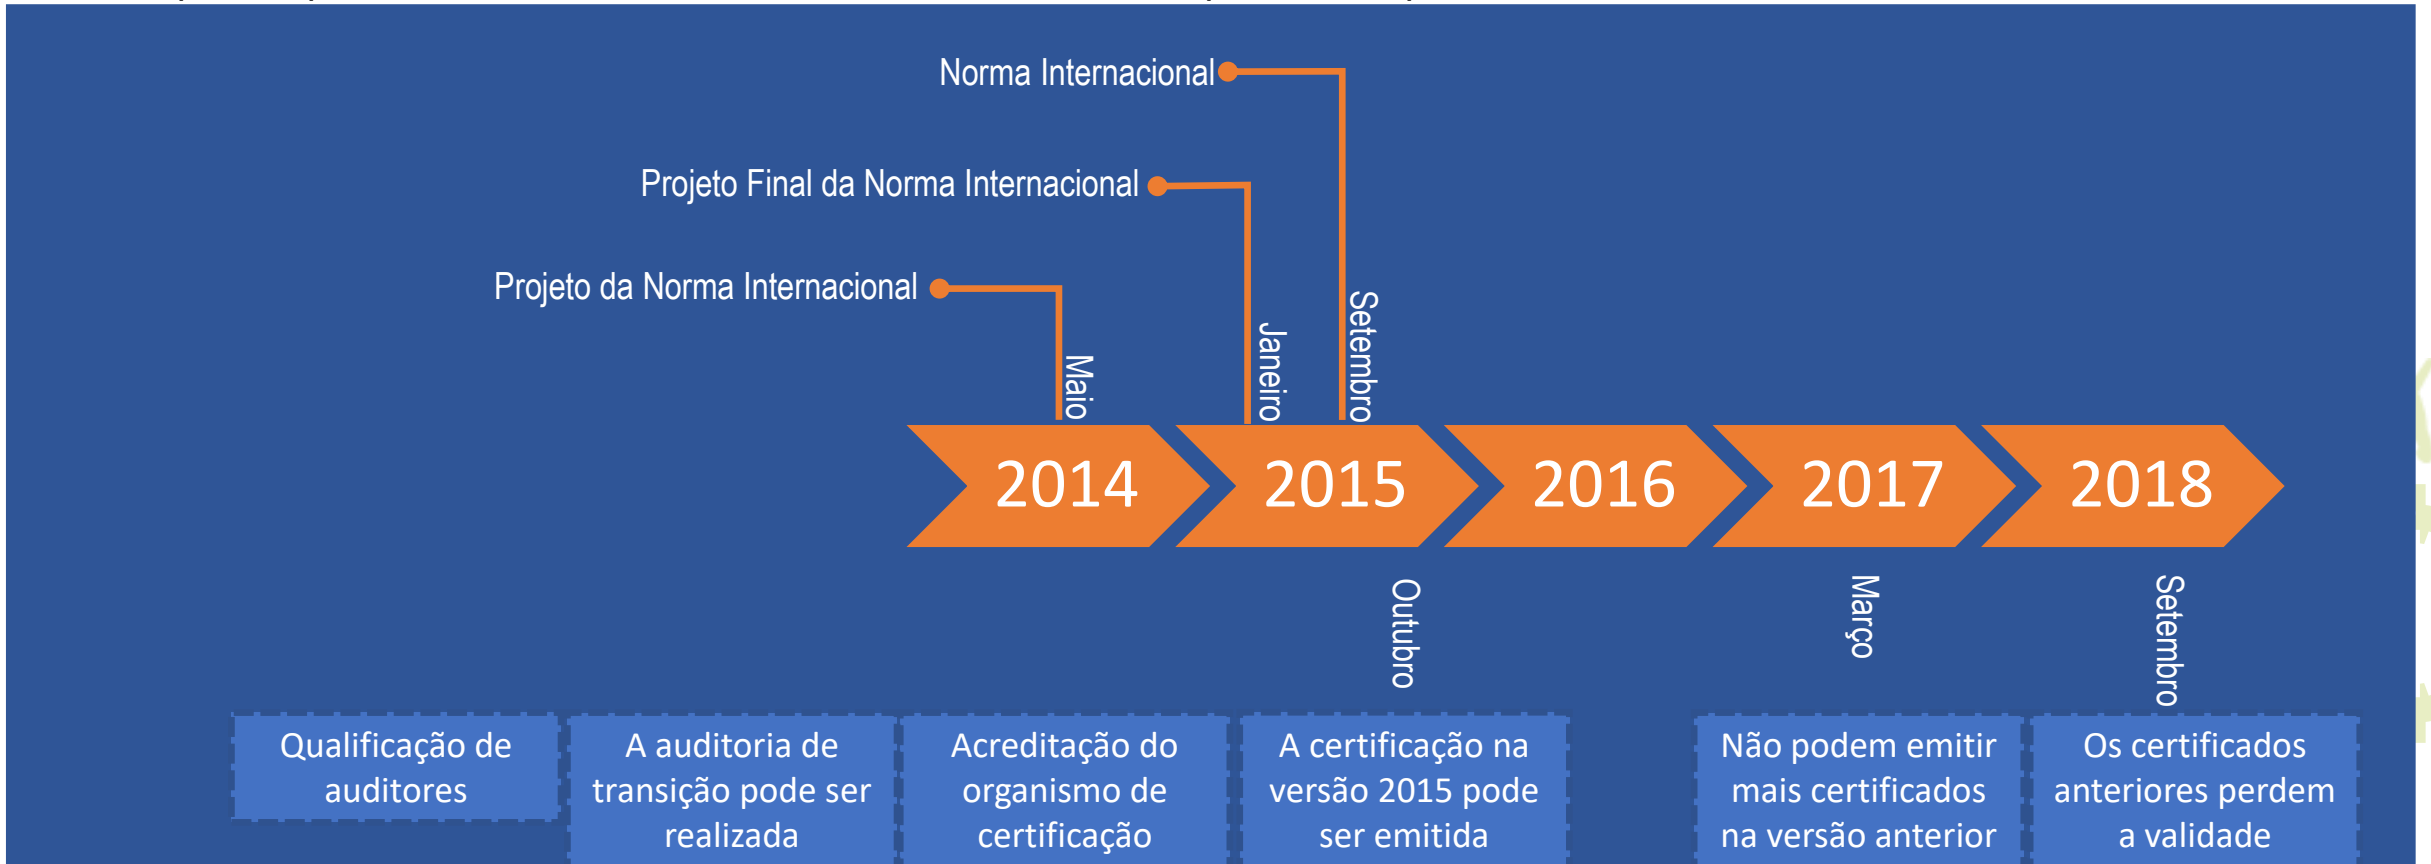 Norma Internacional
Projeto Final da Norma Internacional
Projeto da Norma Internacional
Maio
Janeiro
Setembro
2014
2015
2016
2017
2018
Outubro
Março
Setembro
Qualificação de
auditores
A auditoria de
transição pode ser
realizada
Acreditação do
organismo de
certificação
A certificação na
versão 2015 pode
ser emitida
Não podem emitir
mais certificados
na versão anterior
Os certificados
anteriores perdem
a validade